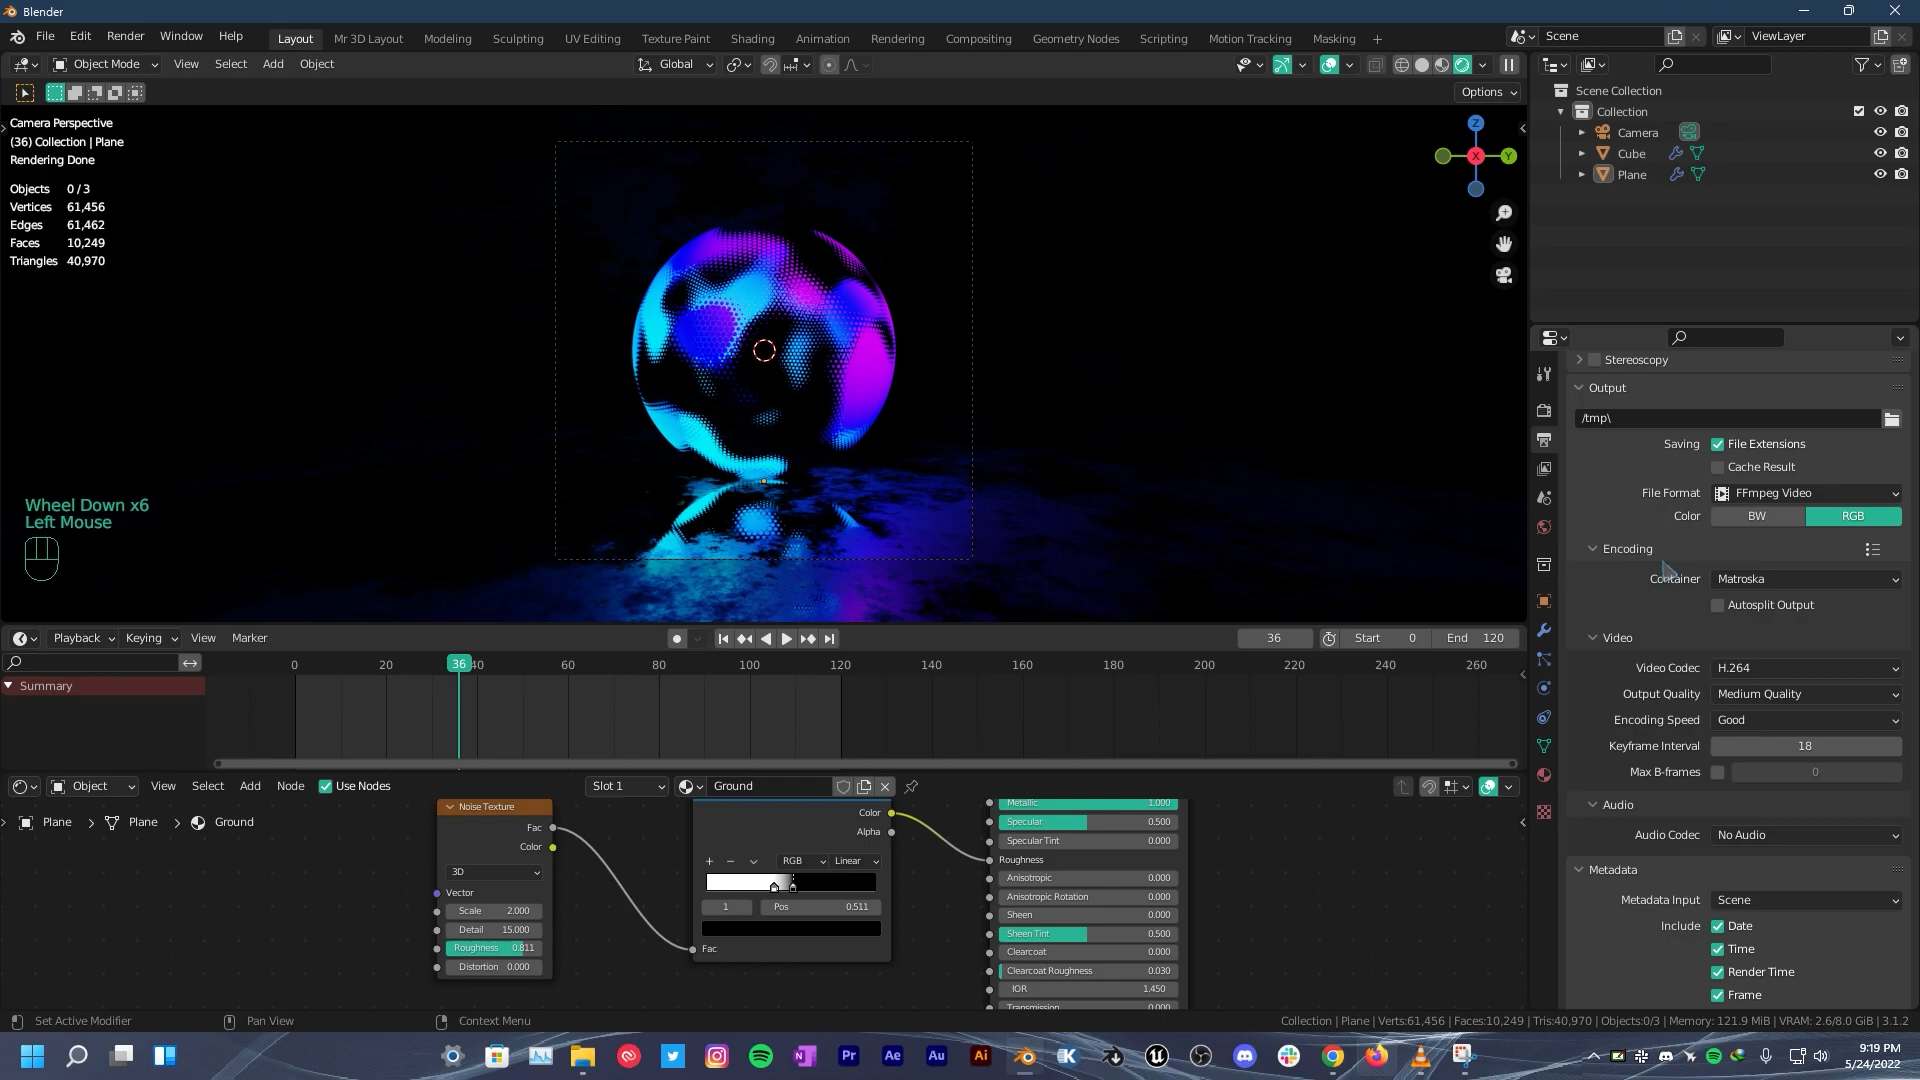 Blender
File Edit Render Window Help Layout Mr 3D Layout Modeling Sculpting UV Editing Texture Paint Shading Animation Rendering Compositing Geometry Nodes Scripting Motion Tracking Masking + Scene ViewLayer
Object Mode View Select Add Object Global
Options
Camera Perspective
(36) Collection | Plane
Rendering Done
Objects 0 / 3
Vertices 61,456
Edges 61,462
Faces 10,249
Triangles 40,970
Z
X Y
Wheel Down x6
Left Mouse
Scene Collection
Collection
Camera
Cube
Plane
Stereoscopy
Output
/tmp\
Saving File Extensions
Cache Result
File Format FFmpeg Video
Color BW RGB
Encoding
Container Matroska
Autosplit Output
Video
Video Codec H.264
Output Quality Medium Quality
Encoding Speed Good
Keyframe Interval 18
Max B-frames 0
Audio
Audio Codec No Audio
Metadata
Metadata Input Scene
Include Date
Time
Render Time
Frame
Playback Keying View Marker 36 Start 0 End 120
0 20 36 40 60 80 100 120 140 160 180 200 220 240 260
Summary
Object View Select Add Node Use Nodes Slot 1 Ground
Plane > Plane > Ground
Noise Texture
Fac
Color
3D
Vector
Scale 2.000
Detail 15.000
Roughness 0.811
Distortion 0.000
Color
Alpha
+ − RGB Linear
1 Pos 0.511
Fac
Metallic 1.000
Specular 0.500
Specular Tint 0.000
Roughness
Anisotropic 0.000
Anisotropic Rotation 0.000
Sheen 0.000
Sheen Tint 0.500
Clearcoat 0.000
Clearcoat Roughness 0.030
IOR 1.450
Transmission 0.000
Set Active Modifier Pan View Context Menu Collection | Plane | Verts:61,456 | Faces:10,249 | Tris:40,970 | Objects:0/3 | Memory: 121.9 MiB | VRAM: 2.6/8.0 GiB | 3.1.2
Pr Ae Au Ai K
9:19 PM
5/24/2022